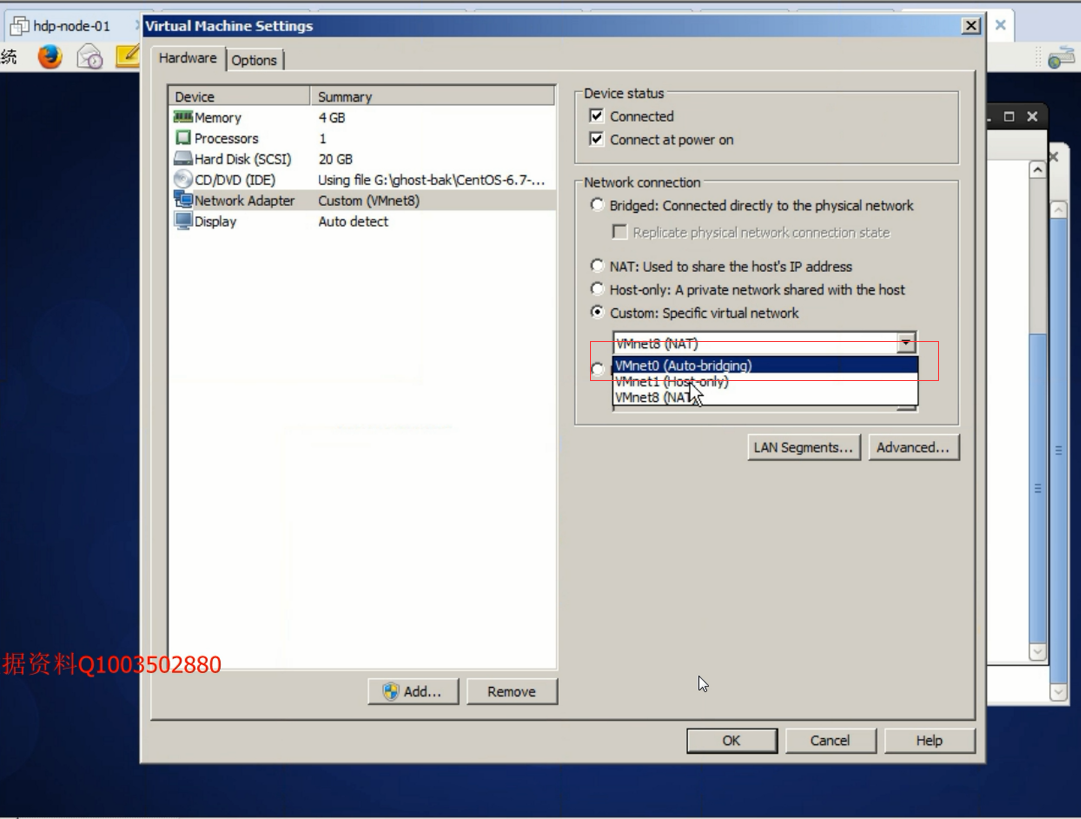 hdp-node-01
Virtual Machine Settings
统
Hardware
Options
Device
Summary
Memory
4 GB
Processors
1
Hard Disk (SCSI)
20 GB
CD/DVD (IDE)
Using file G:\ghost-bak\CentOS-6.7-...
Network Adapter
Custom (VMnet8)
Display
Auto detect
Device status
Connected
Connect at power on
Network connection
Bridged: Connected directly to the physical network
Replicate physical network connection state
NAT: Used to share the host's IP address
Host-only: A private network shared with the host
Custom: Specific virtual network
VMnet8 (NAT)
VMnet0 (Auto-bridging)
VMnet1 (Host-only)
VMnet8 (NAT
LAN Segments...
Advanced...
据资料Q1003502880
Add...
Remove
OK
Cancel
Help